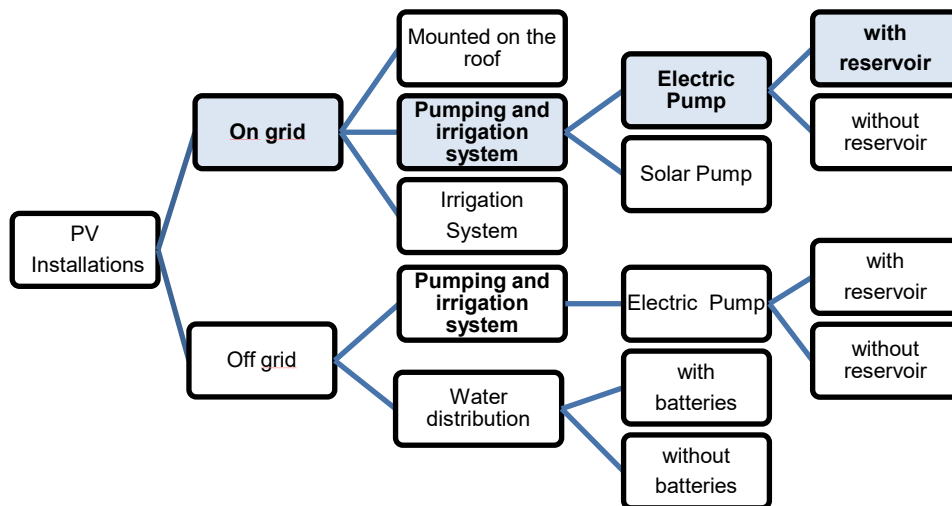 PV
Installations
On grid
Off grid
Mounted on the
roof
Pumping and
irrigation
system
Irrigation
System
Pumping and
irrigation
system
Water
distribution
Electric
Pump
Solar Pump
Electric  Pump
with
batteries
without
batteries
with
reservoir
without
reservoir
with
reservoir
without
reservoir